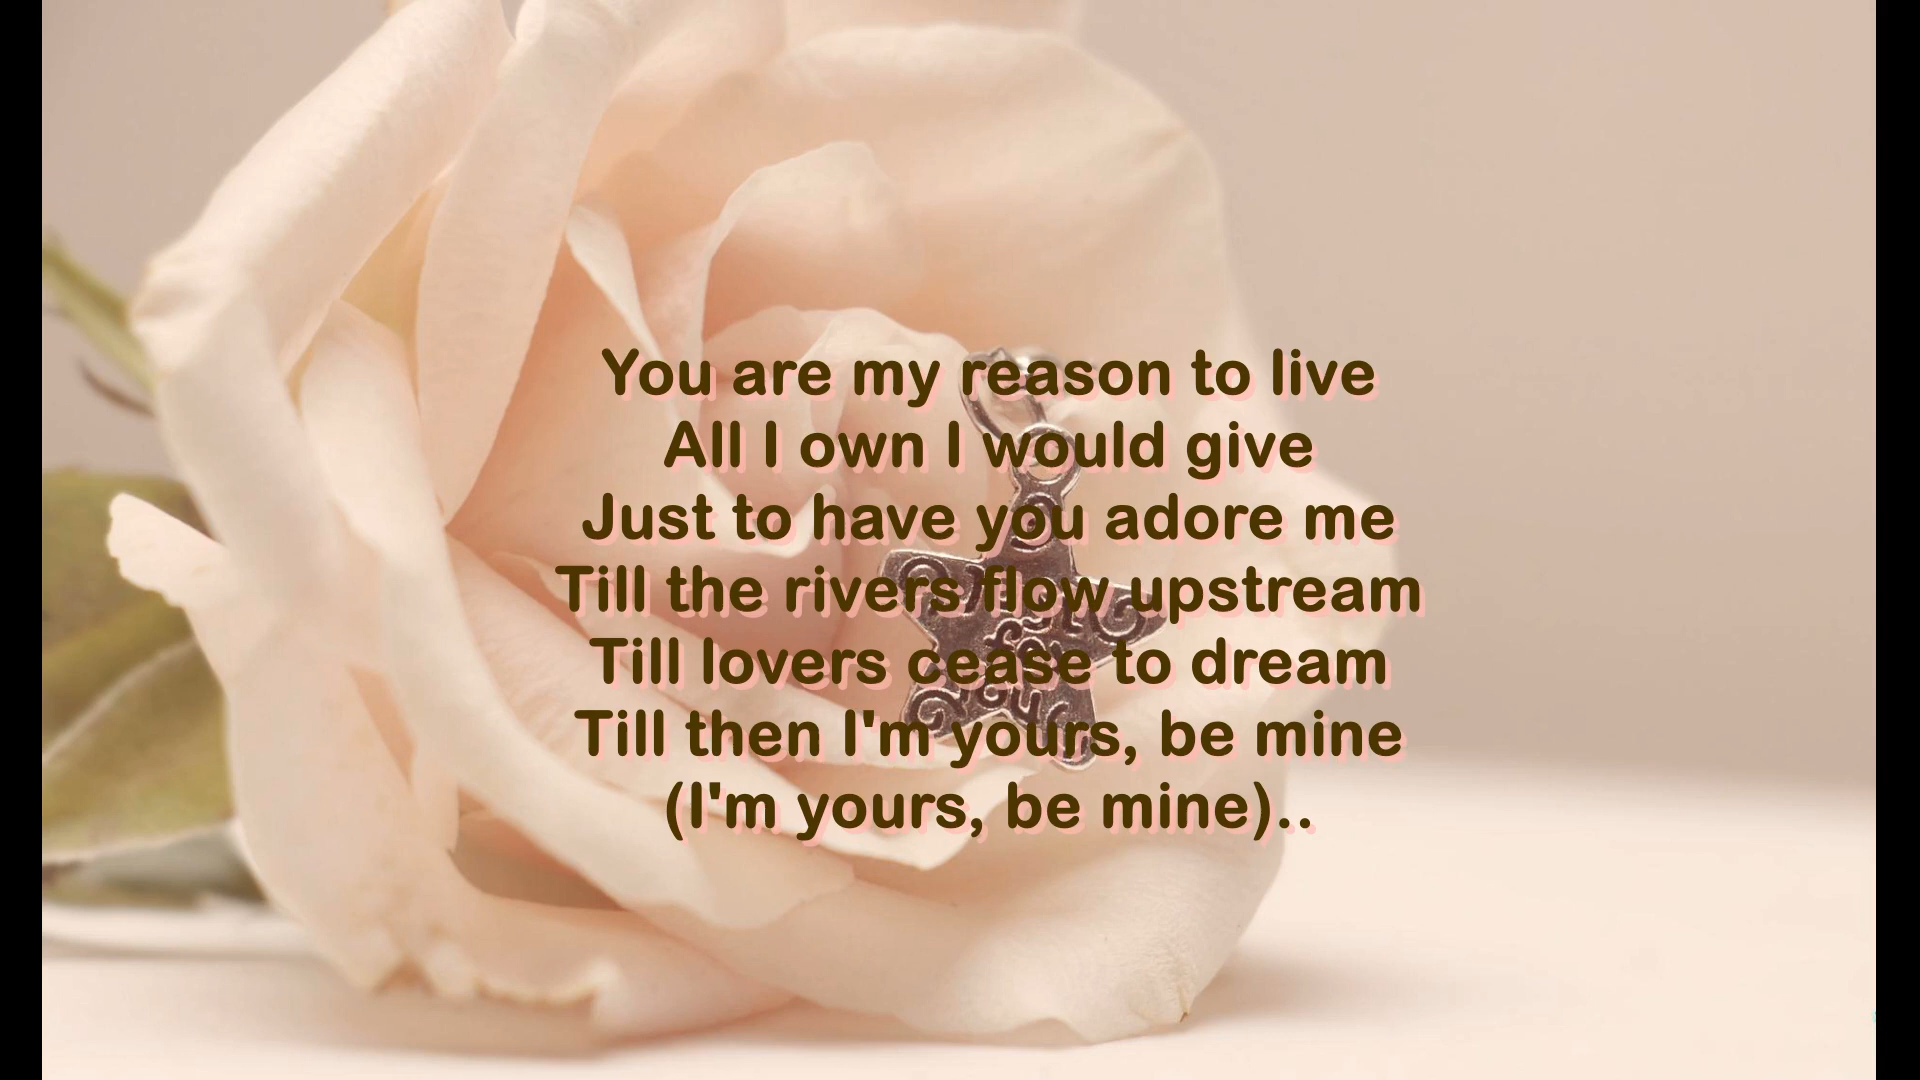 You are my reason to live
All I own I would give
Just to have you adore me
Till the rivers flow upstream
Till lovers cease to dream
Till then I'm yours, be mine
(I'm yours, be mine)..